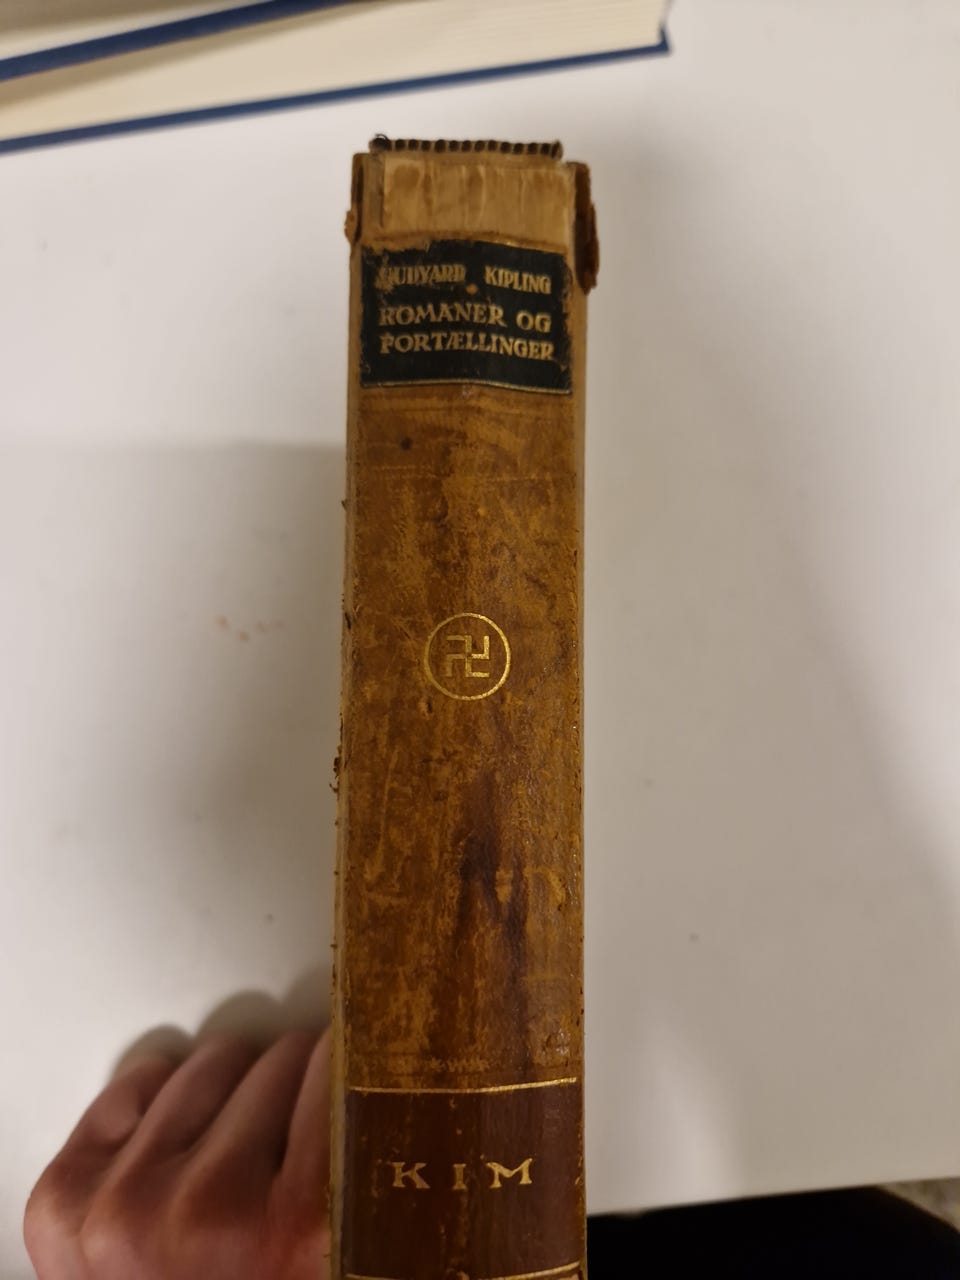 RUDYARD KIPLING
ROMANER OG
FORTÆLLINGER
KIM